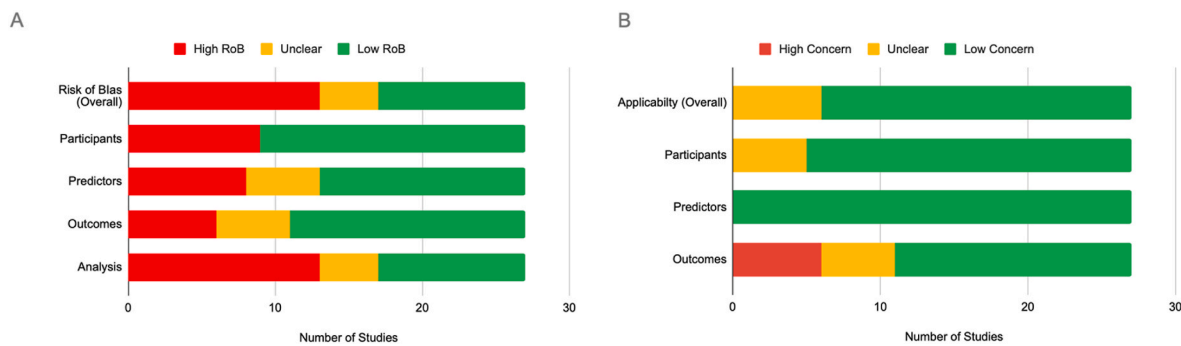 A
High RoB
Unclear
Low RoB
Risk of Blas
(Overall)
Participants
Predictors
Outcomes
Analysis
0
10
20
30
Number of Studies
B
High Concern
Unclear
Low Concern
Applicabilty (Overall)
Participants
Predictors
Outcomes
0
10
20
30
Number of Studies